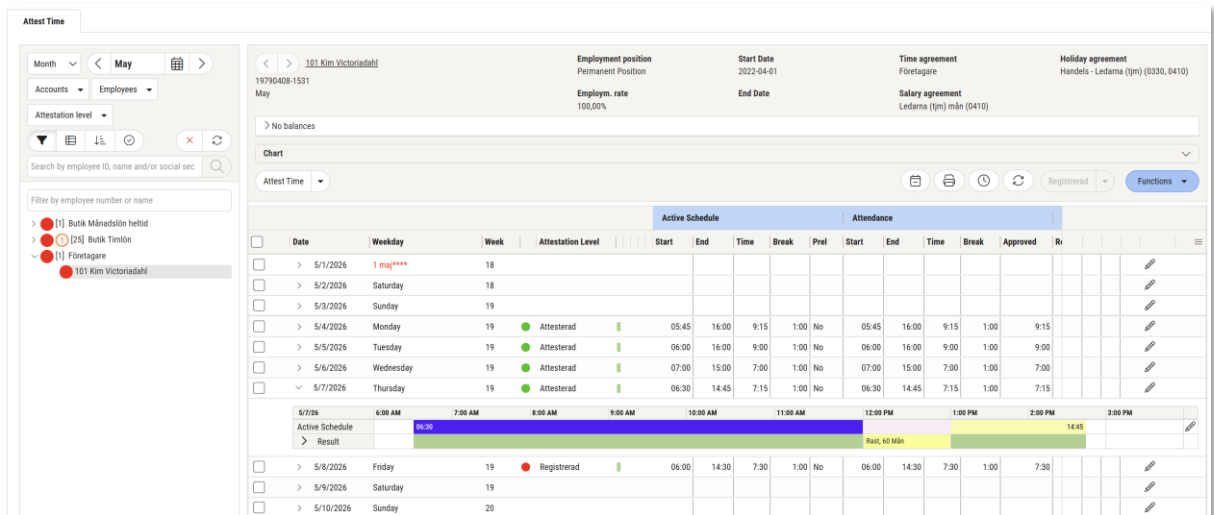 Attest Time
Month May
Accounts Employees
Attestation level
Search by employee ID, name and/or social sec
Filter by employee number or name
[1] Butik Månadslön heltid
[25] Butik Timlön
[1] Företagare
101 Kim Victoriadahl
101 Kim Victoriadahl
19790408-1531
May
Employment position
Permanent Position
Employm. rate
100,00%
Start Date
2022-04-01
End Date
Time agreement
Företagare
Salary agreement
Ledarna (tjm) mån (0410)
Holiday agreement
Handels - Ledarna (tjm) (0330, 0410)
No balances
Chart
Attest Time Registrerad Functions
Active Schedule Attendance
Date Weekday Week Attestation Level Start End Time Break Prel Start End Time Break Approved
5/1/2026 1 maj**** 18
5/2/2026 Saturday 18
5/3/2026 Sunday 19
5/4/2026 Monday 19 Attesterad 05:45 16:00 9:15 1:00 No 05:45 16:00 9:15 1:00 9:15
5/5/2026 Tuesday 19 Attesterad 06:00 16:00 9:00 1:00 No 06:00 16:00 9:00 1:00 9:00
5/6/2026 Wednesday 19 Attesterad 07:00 15:00 7:00 1:00 No 07:00 15:00 7:00 1:00 7:00
5/7/2026 Thursday 19 Attesterad 06:30 14:45 7:15 1:00 No 06:30 14:45 7:15 1:00 7:15
5/7/26 6:00 AM 7:00 AM 8:00 AM 9:00 AM 10:00 AM 11:00 AM 12:00 PM 1:00 PM 2:00 PM 3:00 PM
Active Schedule 06:30 14:45
Result Rast, 60 Mån
5/8/2026 Friday 19 Registrerad 06:00 14:30 7:30 1:00 No 06:00 14:30 7:30 1:00 7:30
5/9/2026 Saturday 19
5/10/2026 Sunday 20